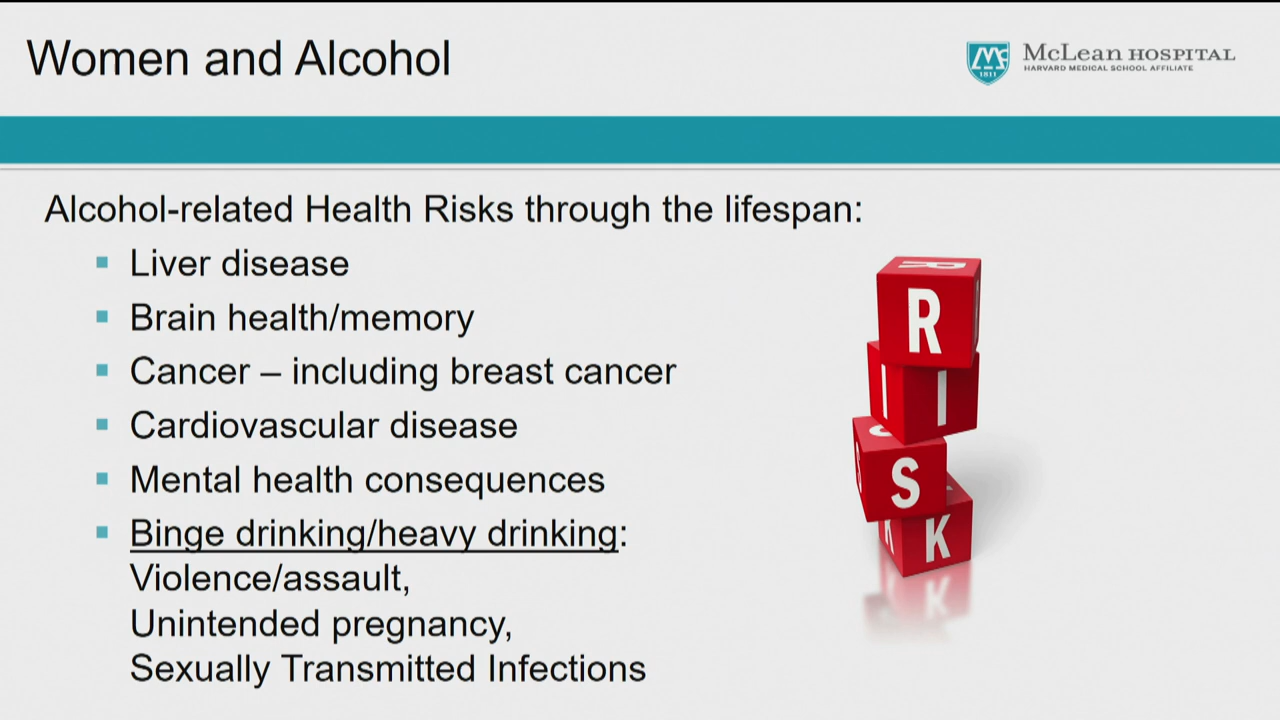 Women and Alcohol
McLean HOSPITAL
HARVARD MEDICAL SCHOOL AFFILIATE
1811
Alcohol-related Health Risks through the lifespan:
▪ Liver disease
▪ Brain health/memory
▪ Cancer – including breast cancer
▪ Cardiovascular disease
▪ Mental health consequences
▪ Binge drinking/heavy drinking:
Violence/assault,
Unintended pregnancy,
Sexually Transmitted Infections
R
I
S
K